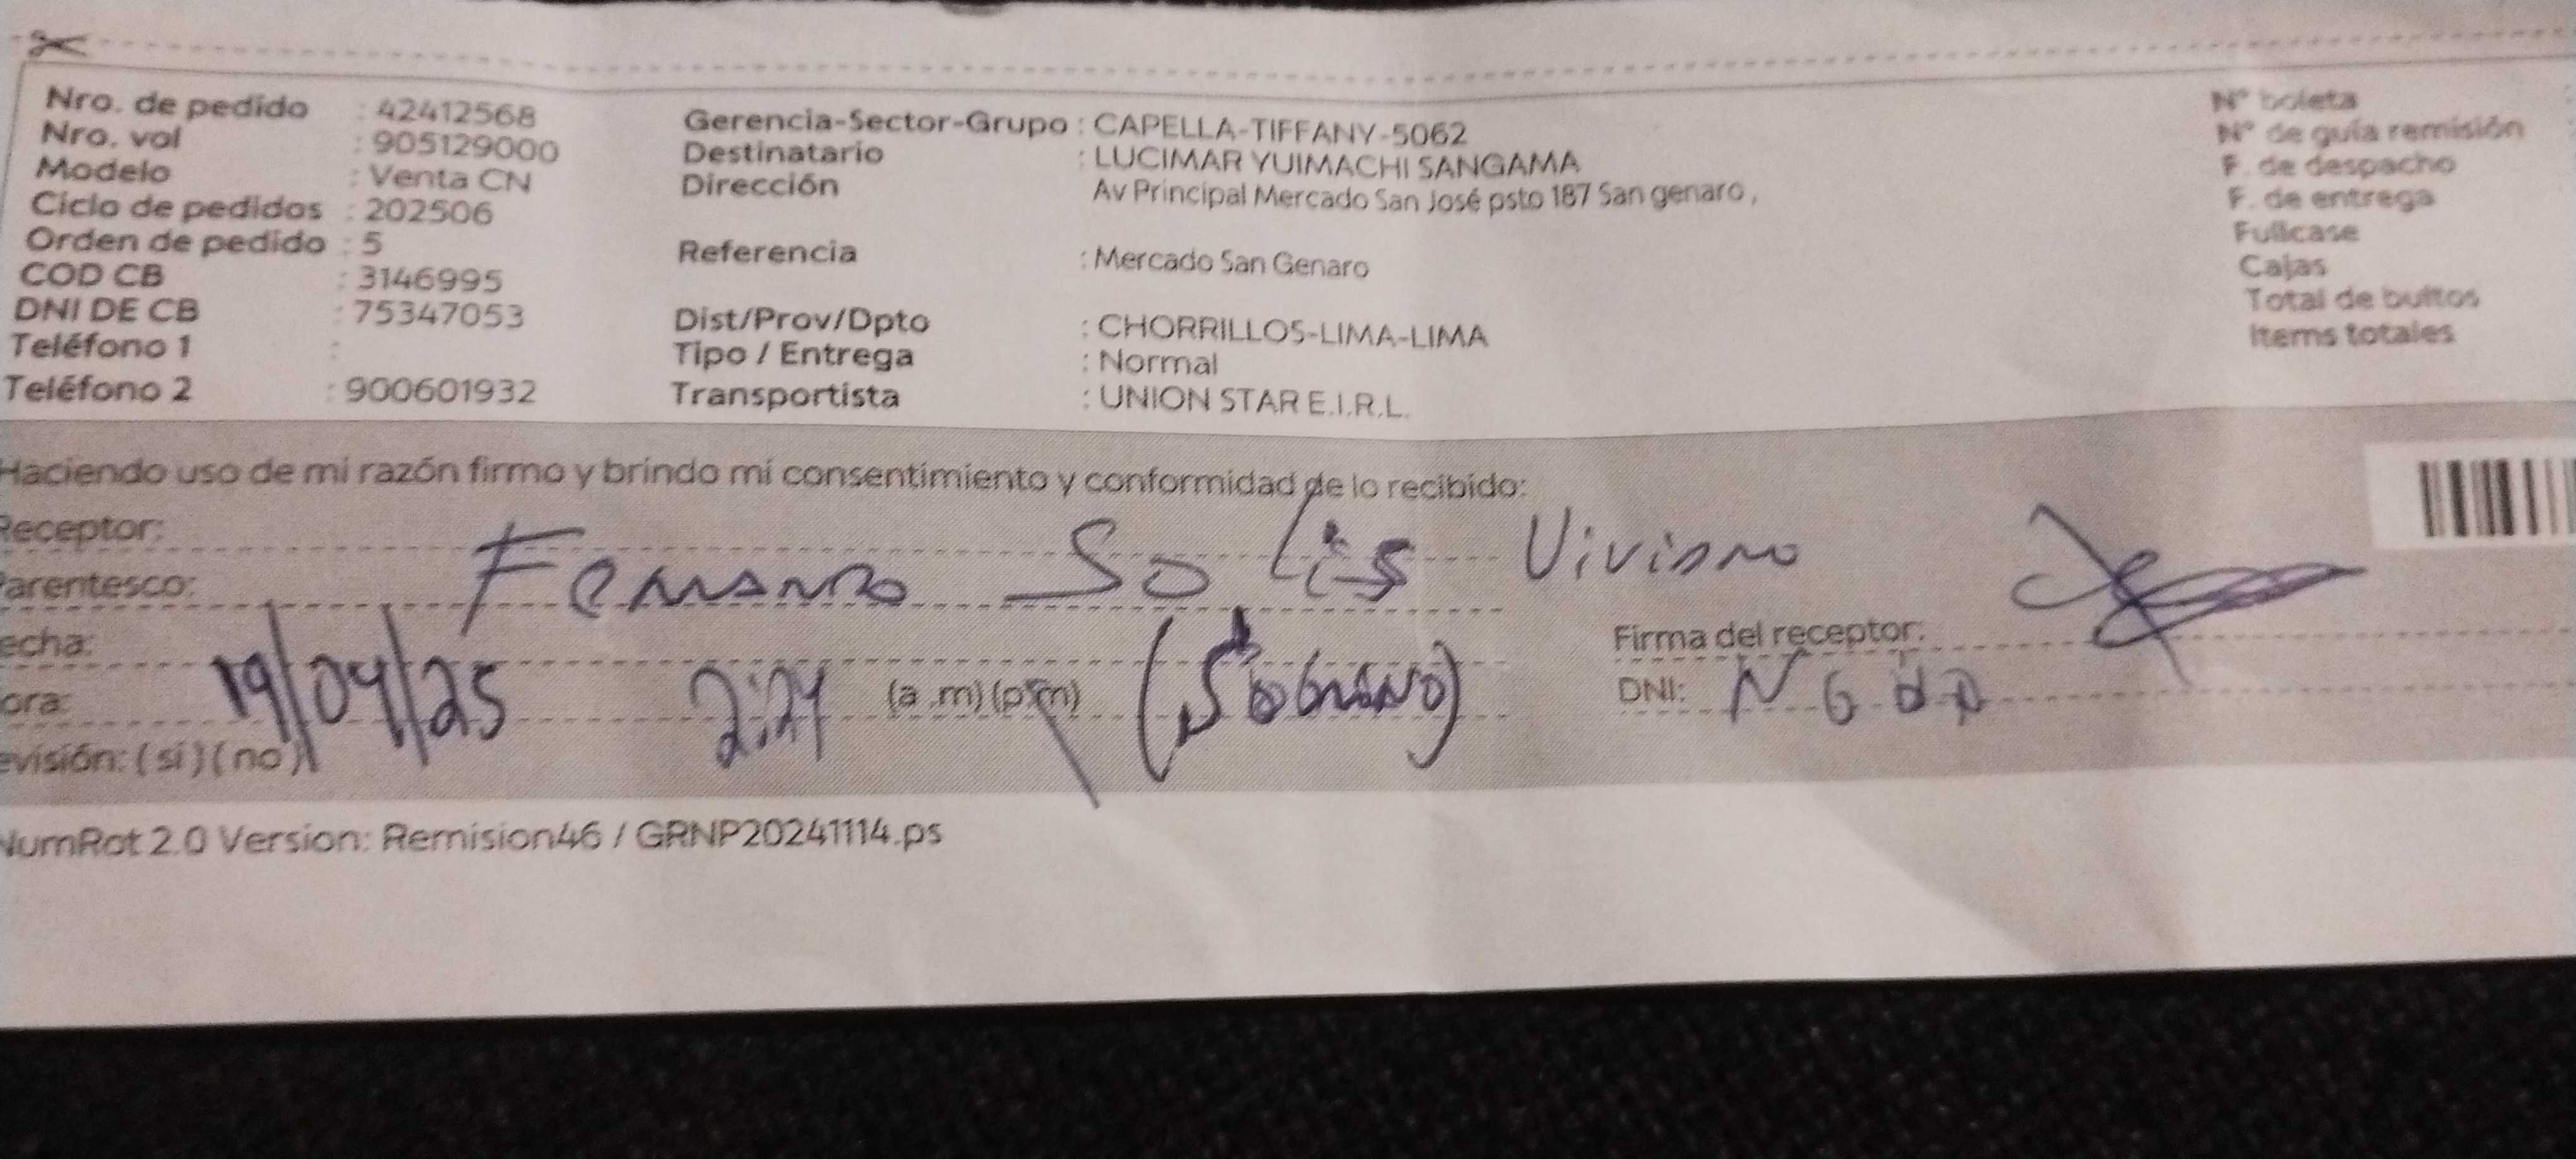 Nro. de pedido : 42412568
Nro. val : 905129000
Modelo : Venta CN
Ciclo de pedidos : 202506
Orden de pedido : 5
COD CB : 3146995
DNI DE CB : 75347053
Teléfono 1 :
Teléfono 2 : 900601932
Gerencia-Sector-Grupo : CAPELLA-TIFFANY-5062
Destinatario : LUCIMAR YUIMACHI SANGAMA
Dirección Av Principal Mercado San José psto 187 San genaro ,
Referencia : Mercado San Genaro
Dist/Prov/Dpto : CHORRILLOS-LIMA-LIMA
Tipo / Entrega : Normal
Transportista : UNION STAR E.I.R.L.
N° boleta
N° de guía remisión
F. de despacho
F. de entrega
Fullcase
Cajas
Total de bultos
Items totales
Haciendo uso de mi razón firmo y brindo mi consentimiento y conformidad de lo recibido:
Receptor: Fernando Solis Viviano
Parentesco: (Sobrino)
echa: 19/04/25
ora: 2:24 (a .m) (p.m)
evisión: (si) (no)
Firma del receptor:
DNI:
NumRot 2.0 Version: Remision46 / GRNP20241114.ps